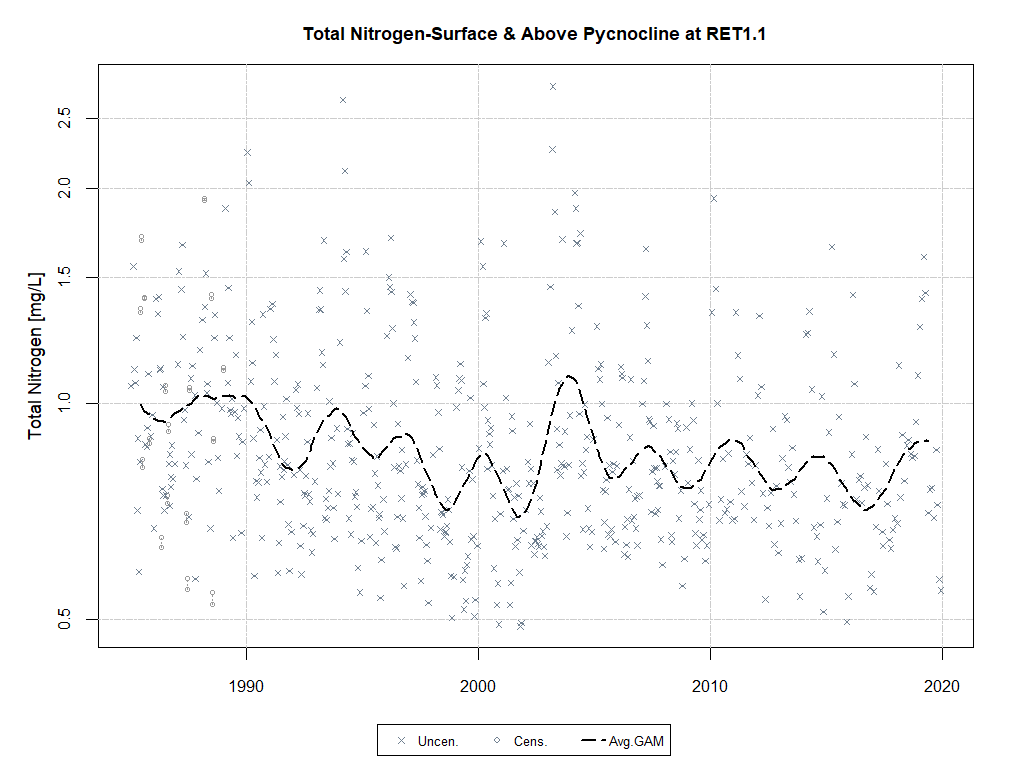 Total Nitrogen-Surface & Above Pycnocline at RET1.1
Total Nitrogen [mg/L]
2.5
2.0
1.5
1.0
0.5
1990 2000 2010 2020
Uncen. Cens. Avg.GAM